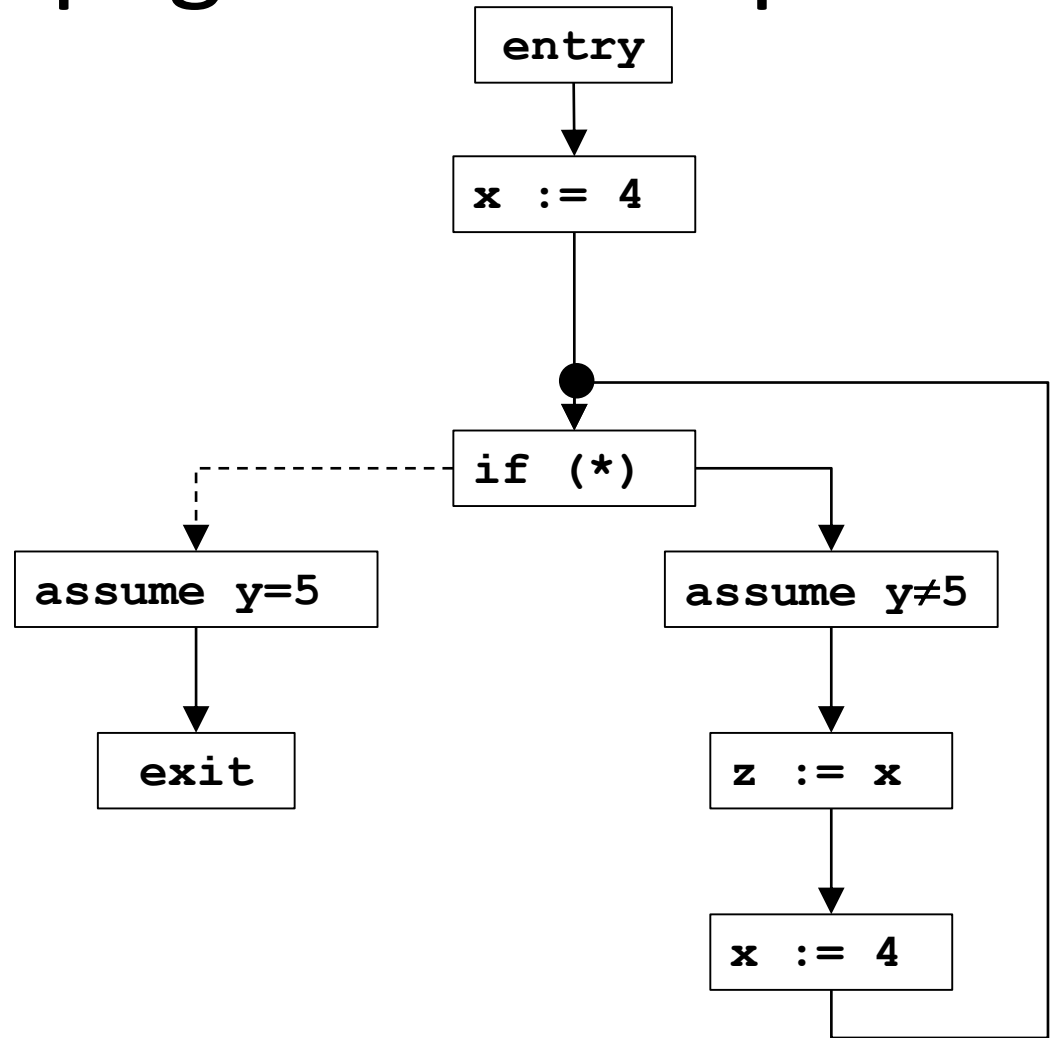 entry
x := 4
if (*)
assume y=5
assume y≠5
exit
z := x
x := 4